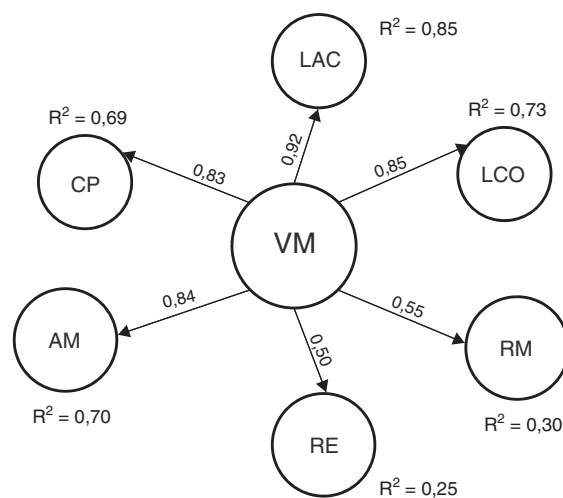 R² = 0,85
LAC
R² = 0,69
R² = 0,73
CP
0,83
0,92
0,85
LCO
VM
AM
0,84
0,50
0,55
RM
R² = 0,70
RE
R² = 0,30
R² = 0,25